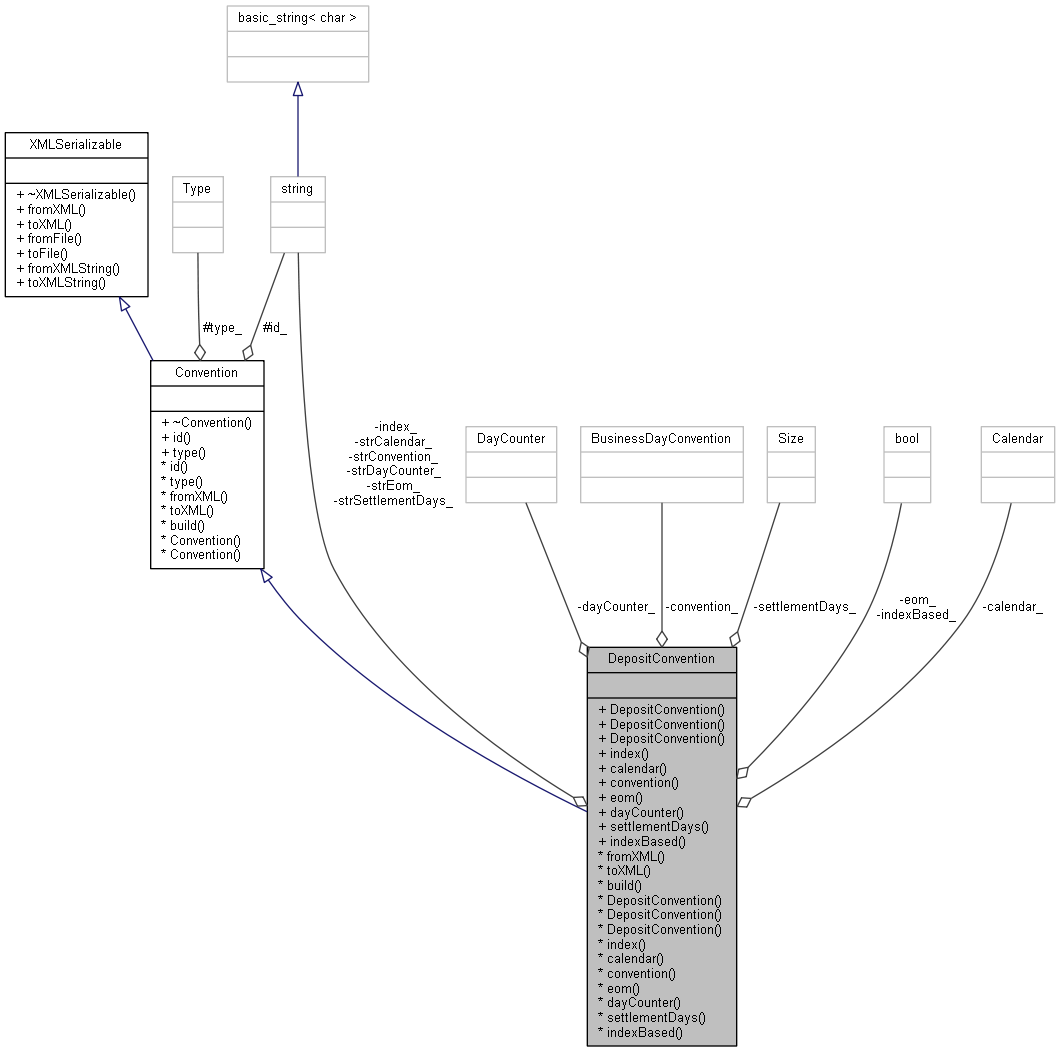 basic_string< char >
XMLSerializable
+ ~XMLSerializable()
+ fromXML()
+ toXML()
+ fromFile()
+ toFile()
+ fromXMLString()
+ toXMLString()
Type
string
#type_
#id_
Convention
+ ~Convention()
+ id()
+ type()
* id()
* type()
* fromXML()
* toXML()
* build()
* Convention()
* Convention()
-index_
-strCalendar_
-strConvention_
-strDayCounter_
-strEom_
-strSettlementDays_
DayCounter
BusinessDayConvention
Size
bool
Calendar
-dayCounter_
-convention_
-settlementDays_
-eom_
-indexBased_
-calendar_
DepositConvention
+ DepositConvention()
+ DepositConvention()
+ DepositConvention()
+ index()
+ calendar()
+ convention()
+ eom()
+ dayCounter()
+ settlementDays()
+ indexBased()
* fromXML()
* toXML()
* build()
* DepositConvention()
* DepositConvention()
* DepositConvention()
* index()
* calendar()
* convention()
* eom()
* dayCounter()
* settlementDays()
* indexBased()